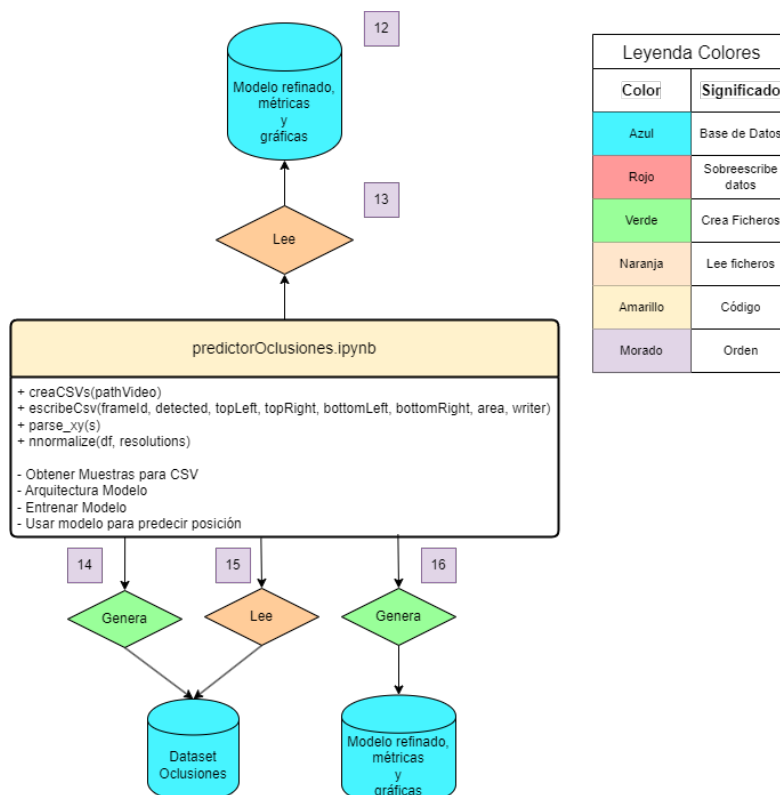 12
Modelo refinado,
métricas
y
gráficas
13
Lee
predictorOclusiones.ipynb
+ creaCSVs(pathVideo)
+ escribeCsv(frameId, detected, topLeft, topRight, bottomLeft, bottomRight, area, writer)
+ parse_xy(s)
+ nnormalize(df, resolutions)
- Obtener Muestras para CSV
- Arquitectura Modelo
- Entrenar Modelo
- Usar modelo para predecir posición
14
15
16
Genera
Lee
Genera
Dataset
Oclusiones
Modelo refinado,
métricas
y
gráficas
Leyenda Colores
Color Significado
Azul Base de Datos
Rojo Sobreescribe
datos
Verde Crea Ficheros
Naranja Lee ficheros
Amarillo Código
Morado Orden